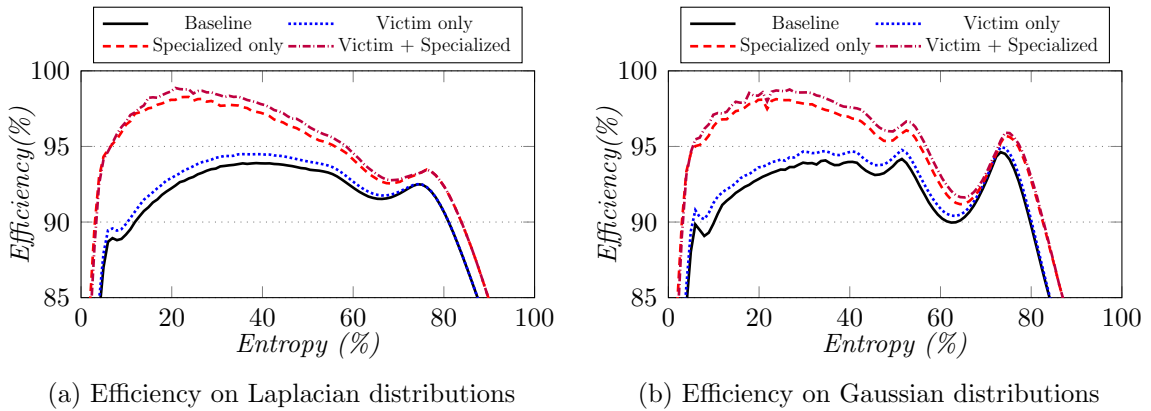 Baseline Victim only
Specialized only Victim + Specialized
100
95
90
85
Efficiency(%)
0 20 40 60 80 100
Entropy (%)
(a) Efficiency on Laplacian distributions
Baseline Victim only
Specialized only Victim + Specialized
100
95
90
85
Efficiency(%)
0 20 40 60 80 100
Entropy (%)
(b) Efficiency on Gaussian distributions